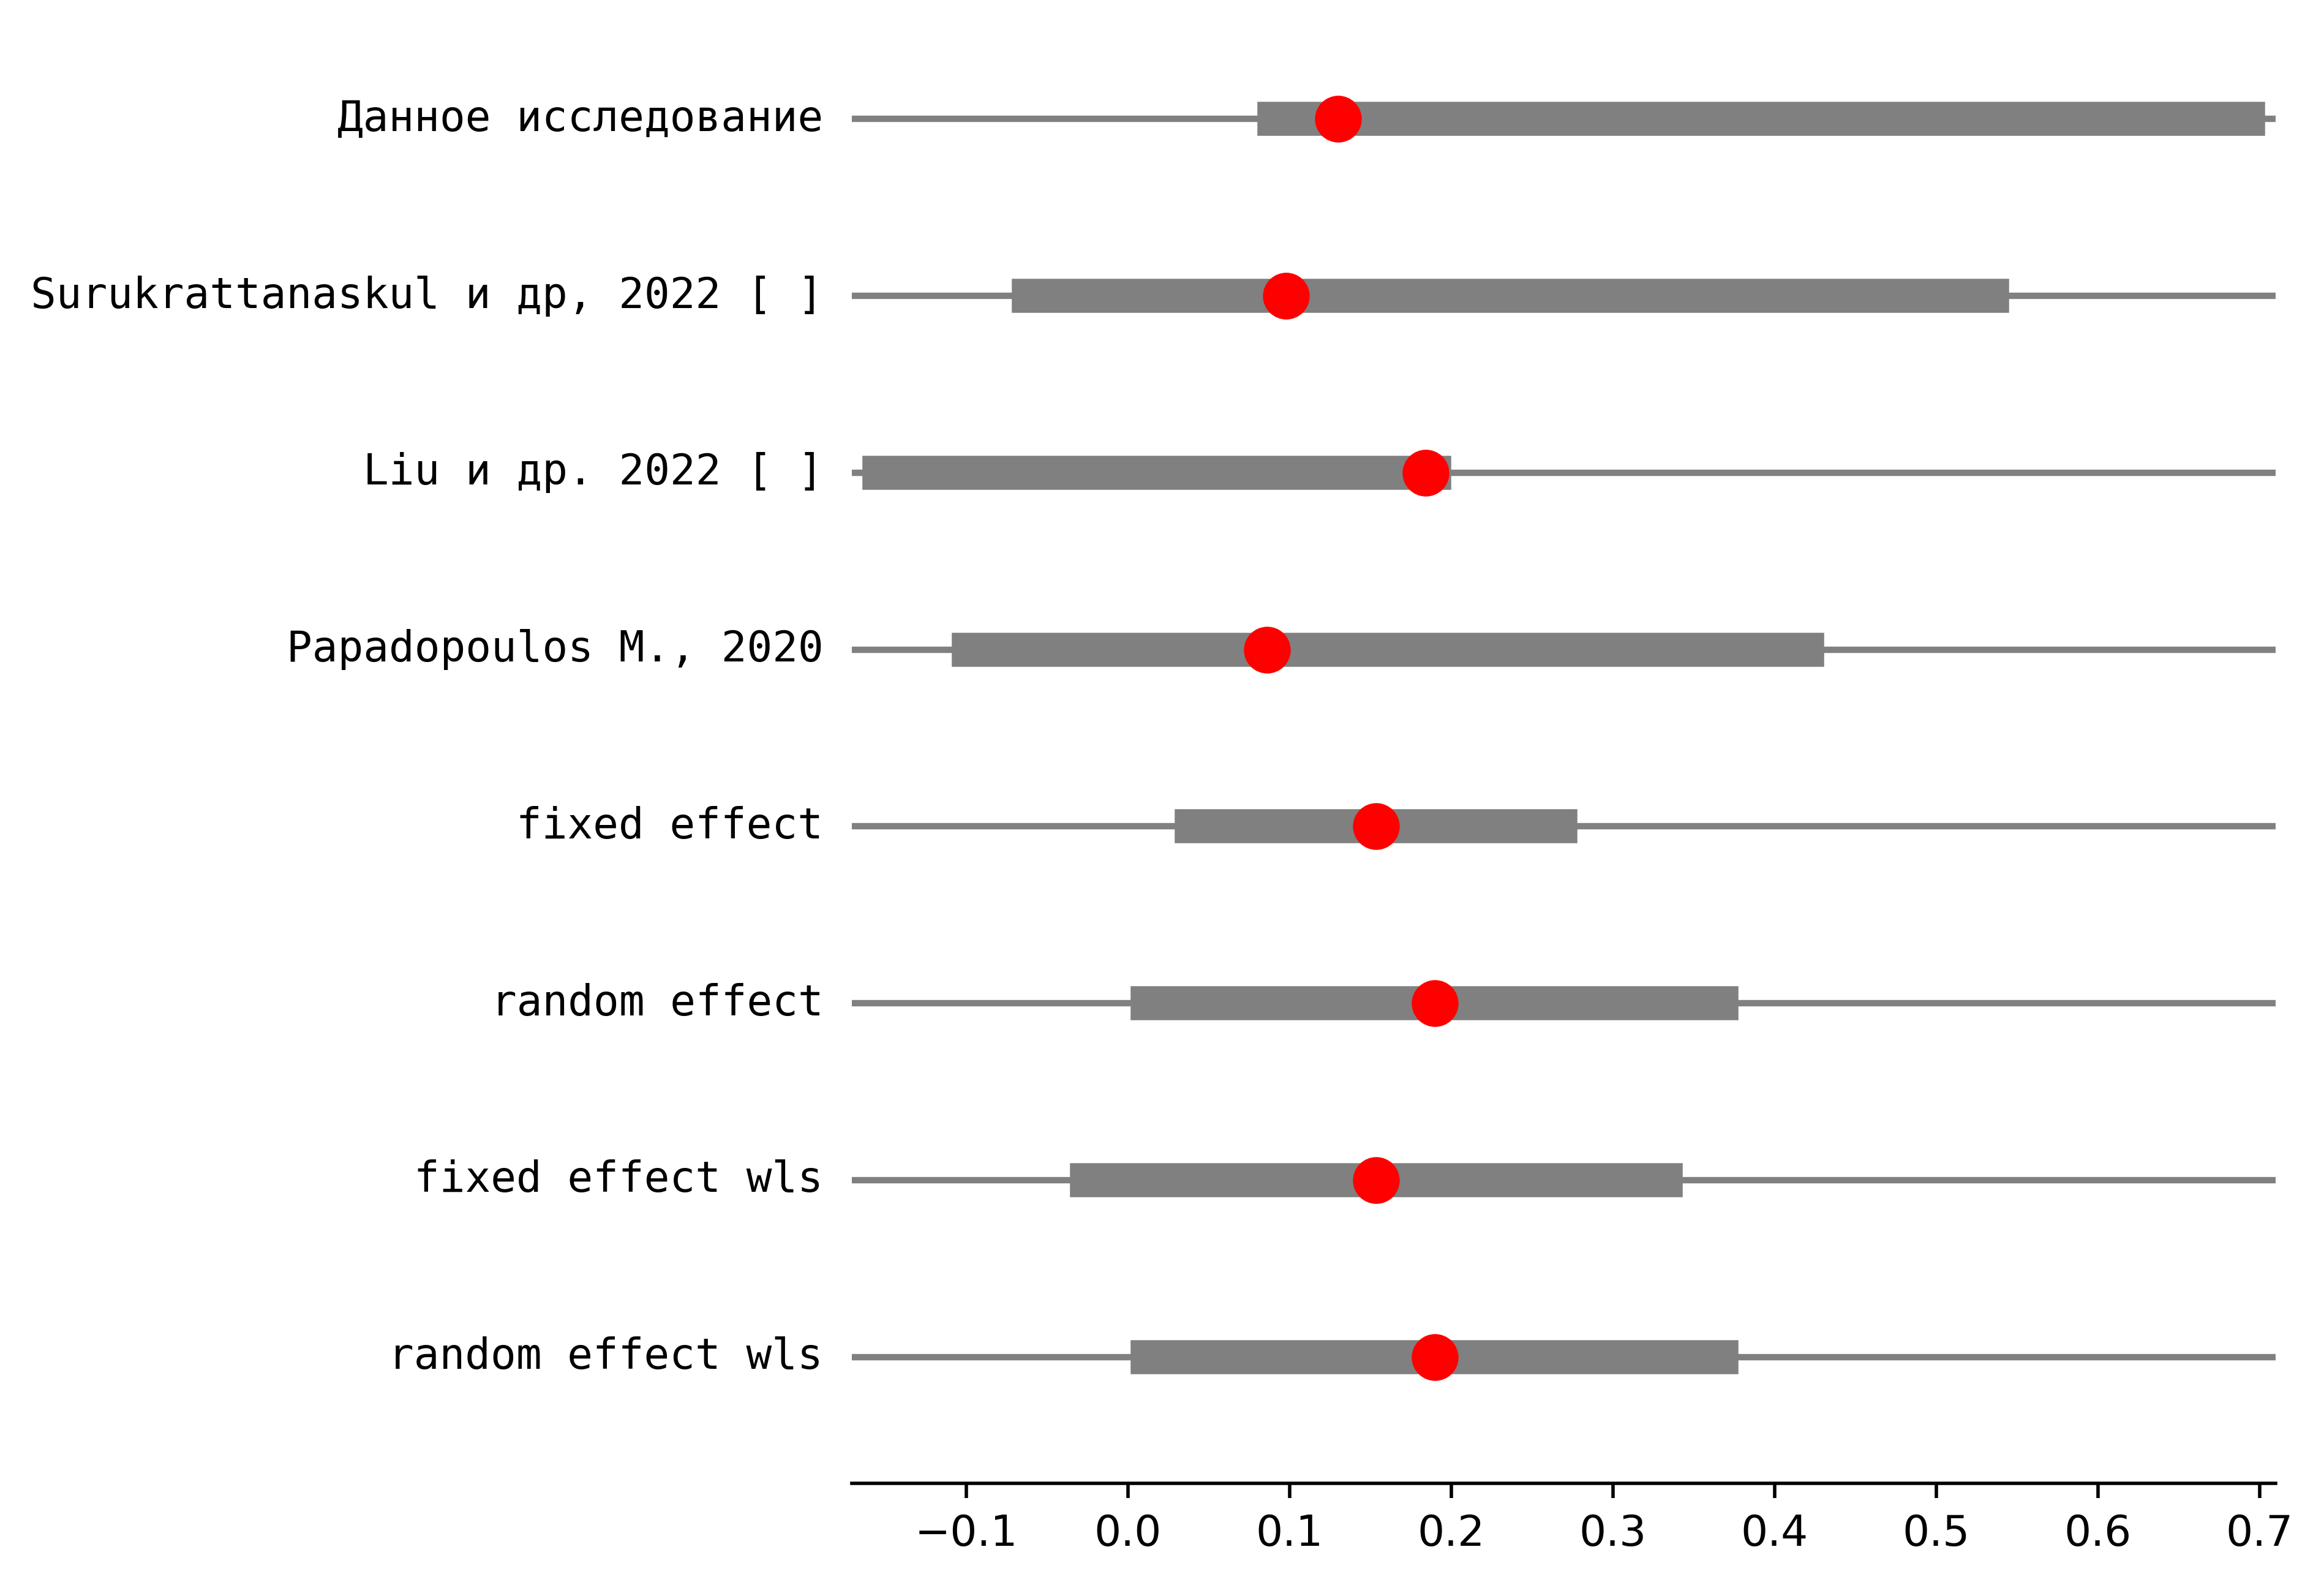 Данное исследование
Surukrattanaskul и др, 2022 [ ]
Liu и др. 2022 [ ]
Papadopoulos M., 2020
fixed effect
random effect
fixed effect wls
random effect wls
−0.1 0.0 0.1 0.2 0.3 0.4 0.5 0.6 0.7